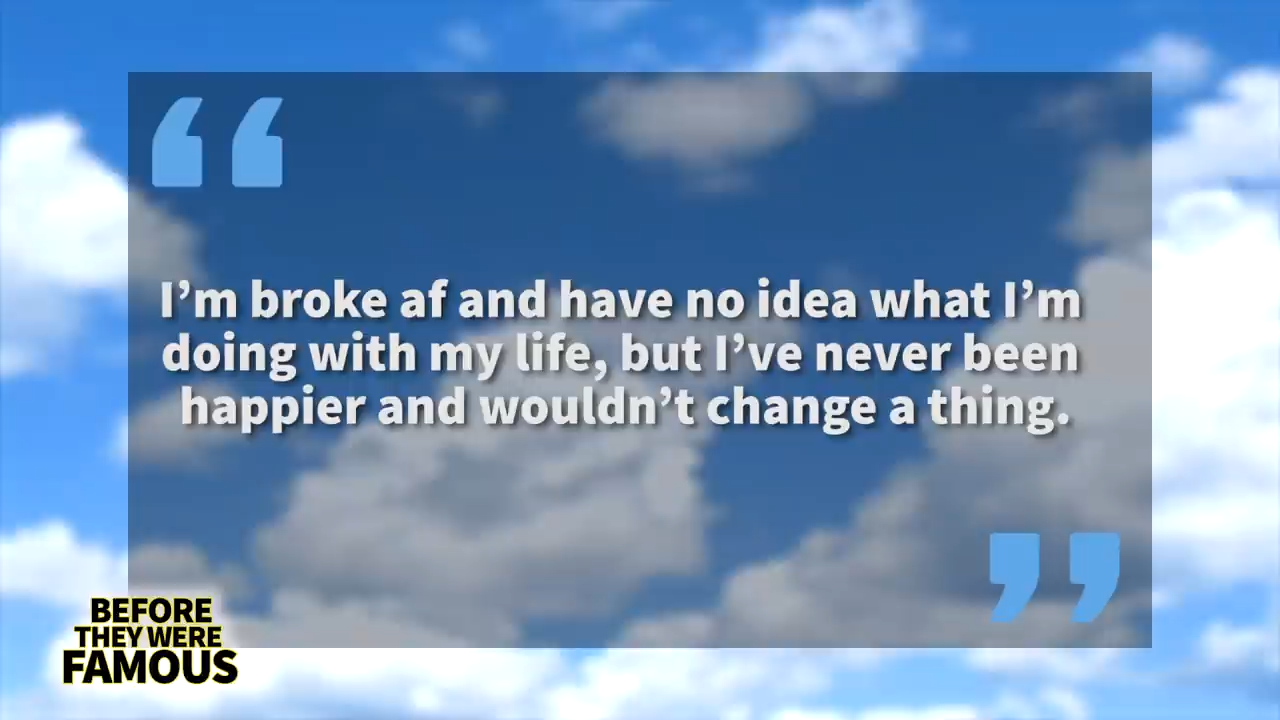 “
I’m broke af and have no idea what I’m
doing with my life, but I’ve never been
happier and wouldn’t change a thing.
”
BEFORE
THEY WERE
FAMOUS